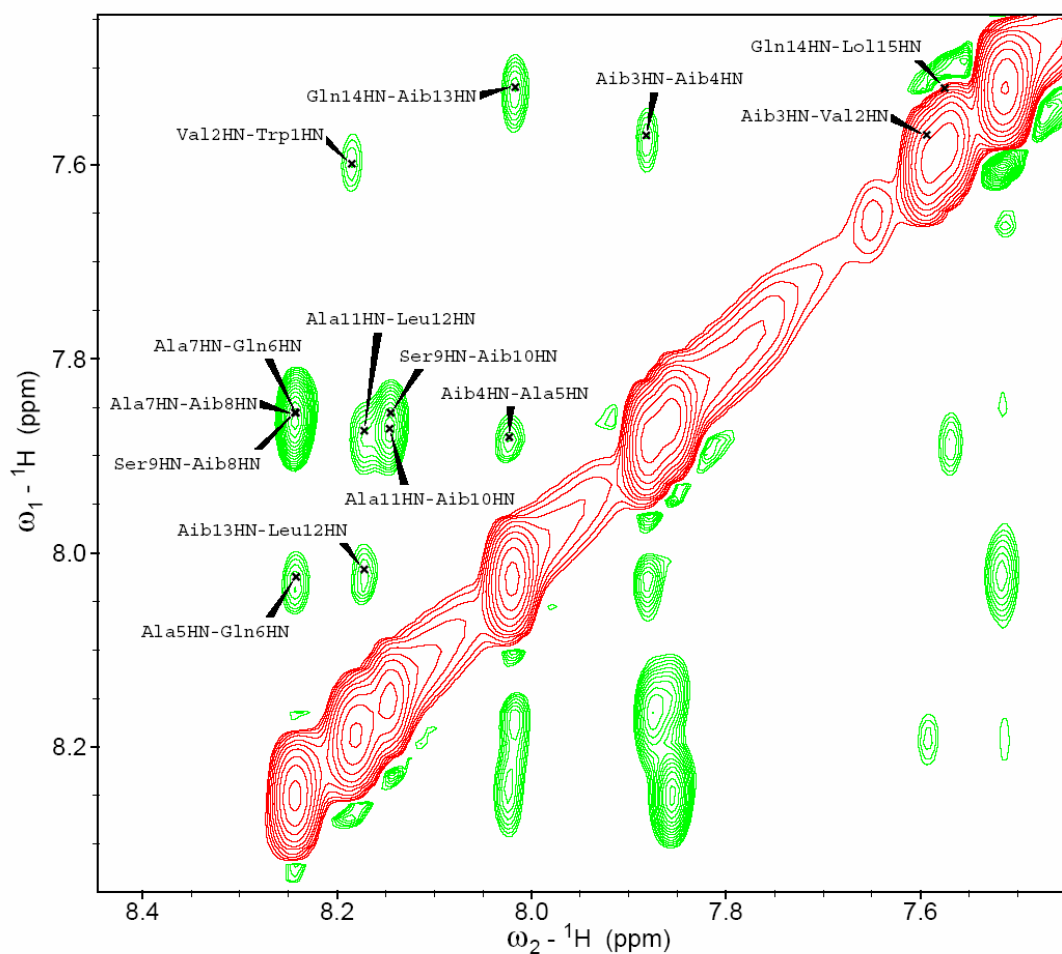 Gln14HN-Lol15HN
Aib3HN-Aib4HN
Gln14HN-Aib13HN
Aib3HN-Val2HN
Val2HN-Trp1HN
7.6
Ala11HN-Leu12HN
Ala7HN-Gln6HN
Ser9HN-Aib10HN
7.8
Ala7HN-Aib8HN
Aib4HN-Ala5HN
Ser9HN-Aib8HN
Ala11HN-Aib10HN
Aib13HN-Leu12HN
8.0
Ala5HN-Gln6HN
8.2
ω1 - 1H (ppm)
8.4 8.2 8.0 7.8 7.6
ω2 - 1H (ppm)